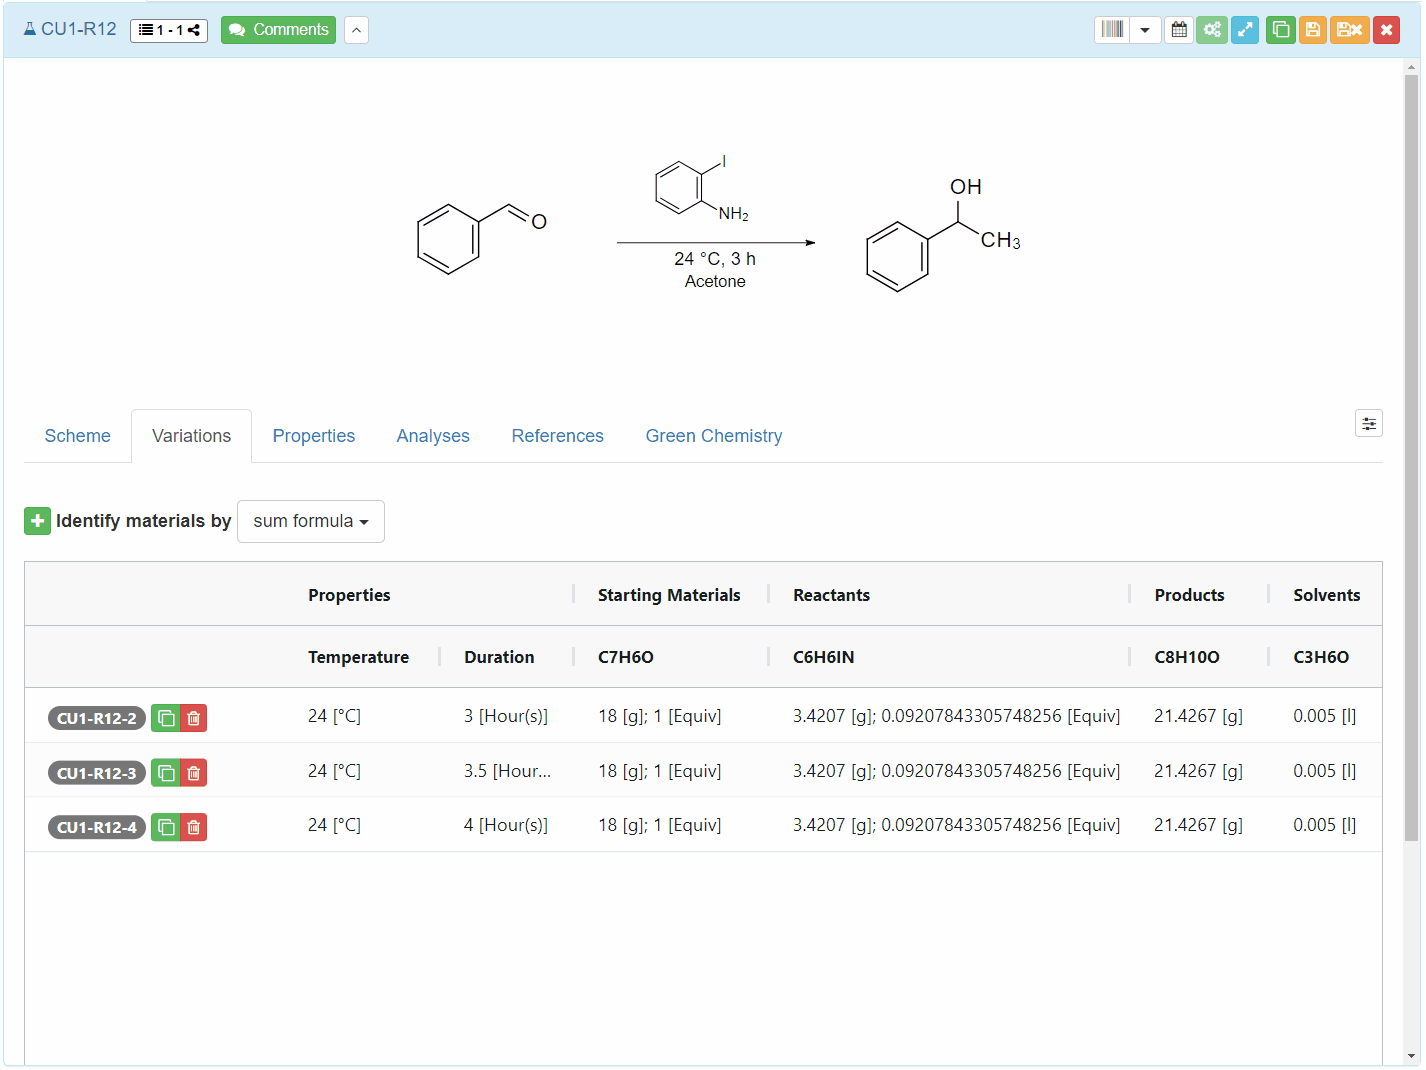 CU1-R12 1 - 1 Comments
I
NH2
O
OH
CH3
24 °C, 3 h
Acetone
Scheme Variations Properties Analyses References Green Chemistry
Identify materials by sum formula
Properties Starting Materials Reactants Products Solvents
Temperature Duration C7H6O C6H6IN C8H10O C3H6O
CU1-R12-2 24 [°C] 3 [Hour(s)] 18 [g]; 1 [Equiv] 3.4207 [g]; 0.09207843305748256 [Equiv] 21.4267 [g] 0.005 [l]
CU1-R12-3 24 [°C] 3.5 [Hour... 18 [g]; 1 [Equiv] 3.4207 [g]; 0.09207843305748256 [Equiv] 21.4267 [g] 0.005 [l]
CU1-R12-4 24 [°C] 4 [Hour(s)] 18 [g]; 1 [Equiv] 3.4207 [g]; 0.09207843305748256 [Equiv] 21.4267 [g] 0.005 [l]